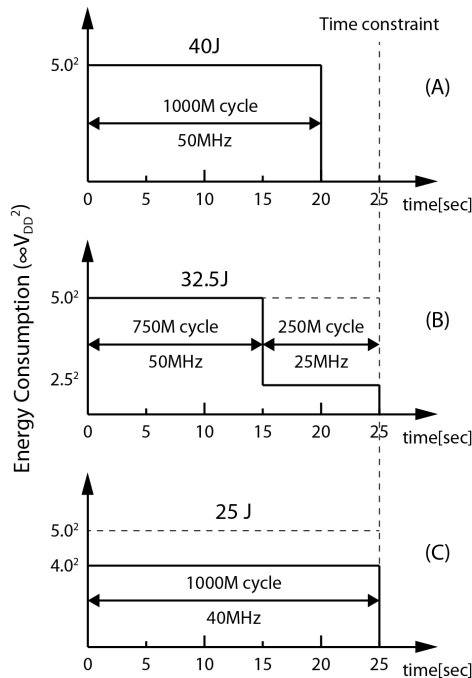 Time constraint
40J
(A)
5.0²
1000M cycle
50MHz
0 5 10 15 20 25 time[sec]
Energy Consumption (∞V_DD²)
32.5J
(B)
5.0²
750M cycle 250M cycle
50MHz 25MHz
2.5²
0 5 10 15 20 25 time[sec]
25 J
(C)
5.0²
4.0²
1000M cycle
40MHz
0 5 10 15 20 25 time[sec]